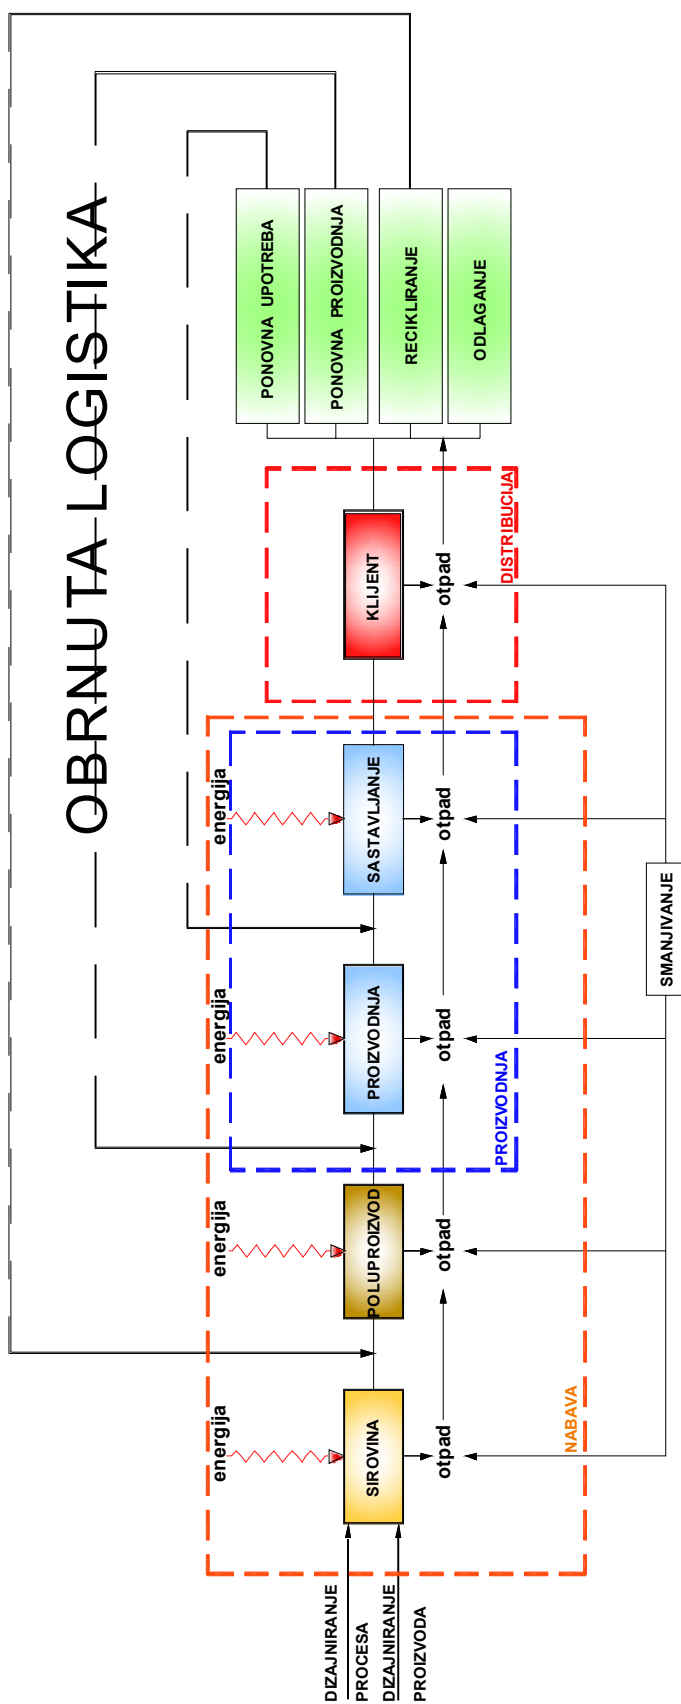 OBRNUTA LOGISTIKA
energija
energija
energija
energija
DIZAJNIRANJE
PROCESA
DIZAJNIRANJE
PROIZVODA
SIROVINA
POLUPROIZVOD
PROIZVODNJA
SASTAVLJANJE
KLIJENT
PONOVNA UPOTREBA
PONOVNA PROIZVODNJA
RECIKLIRANJE
ODLAGANJE
otpad
otpad
otpad
otpad
otpad
PROIZVODNJA
DISTRIBUCIJA
NABAVA
SMANJIVANJE